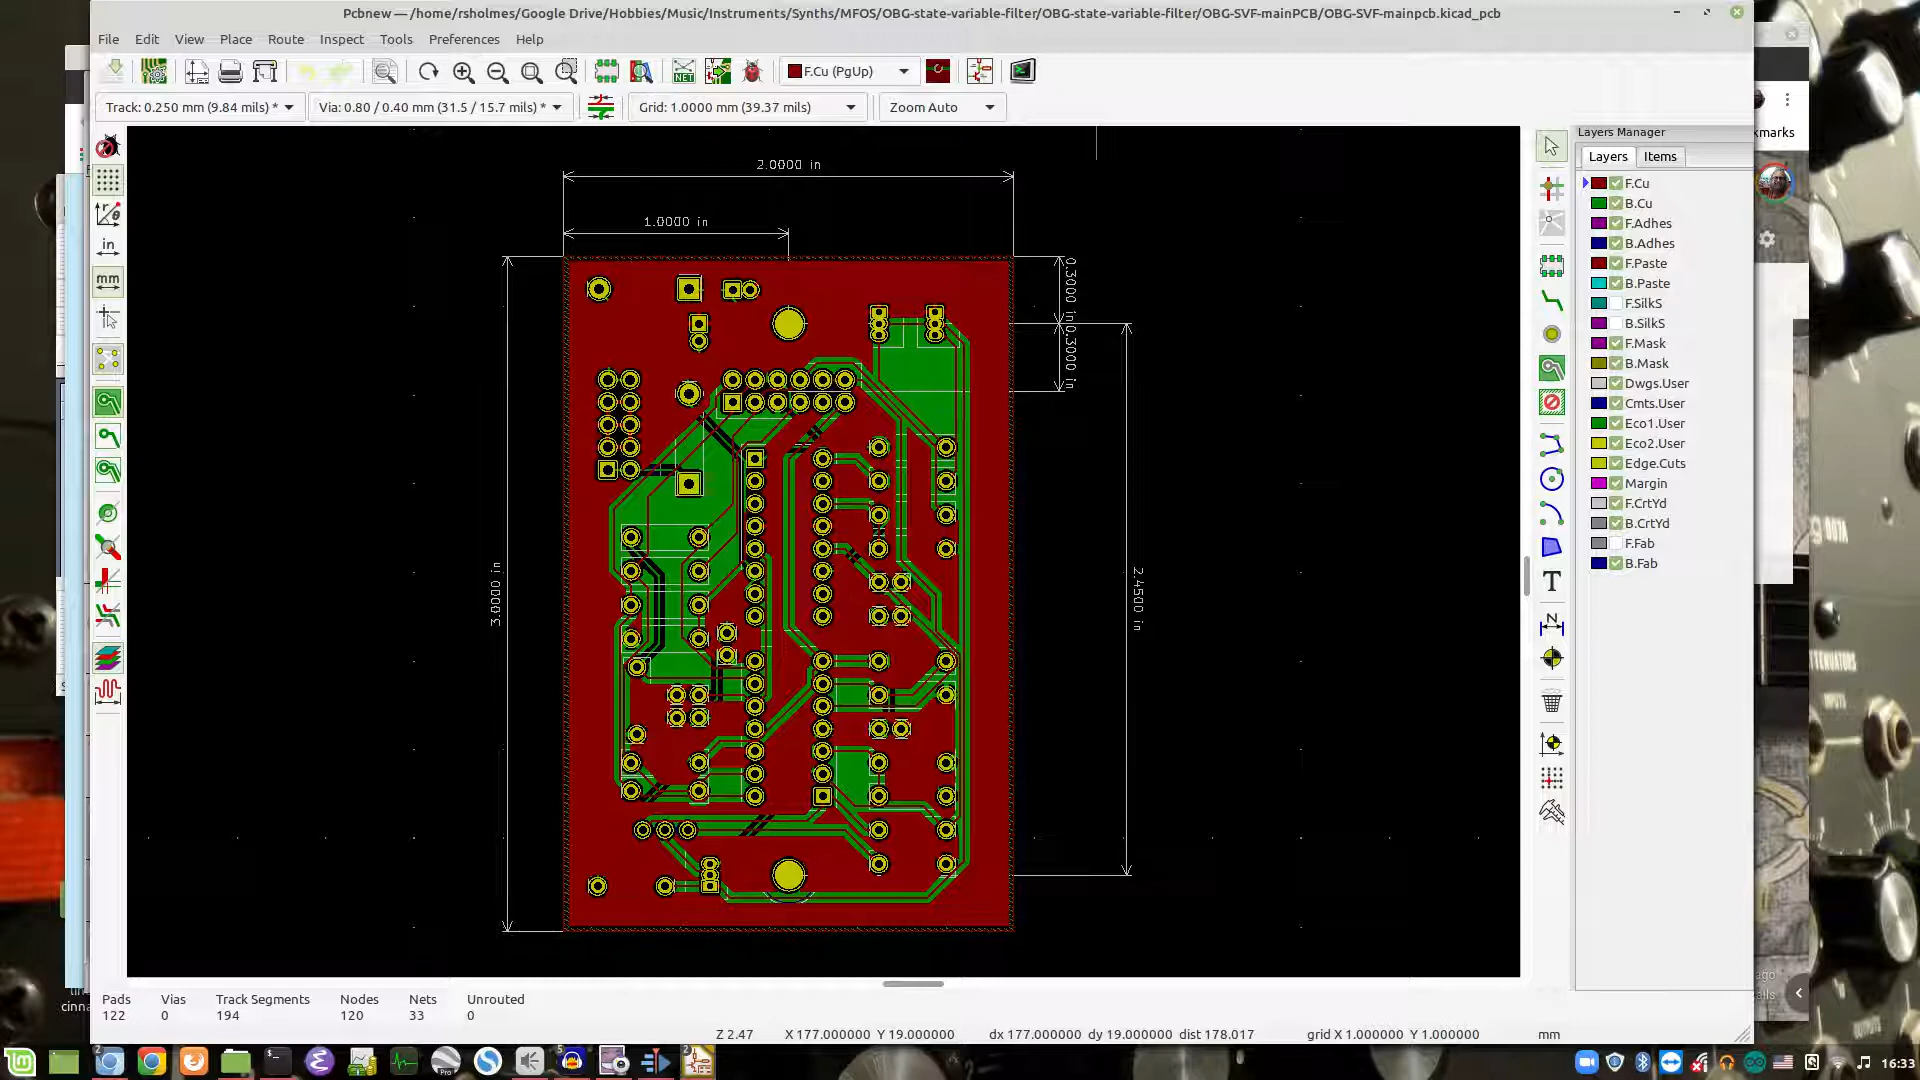 Pcbnew — /home/rsholmes/Google Drive/Hobbies/Music/Instruments/Synths/MFOS/OBG-state-variable-filter/OBG-state-variable-filter/OBG-SVF-mainPCB/OBG-SVF-mainpcb.kicad_pcb
File Edit View Place Route Inspect Tools Preferences Help
NET F.Cu (PgUp)
Track: 0.250 mm (9.84 mils) * Via: 0.80 / 0.40 mm (31.5 / 15.7 mils) * Grid: 1.0000 mm (39.37 mils) Zoom Auto
in
mm
2.0000 in
1.0000 in
0.3000 in
0.3000 in
3.0000 in
2.4500 in
Layers Manager
Layers Items
F.Cu
B.Cu
F.Adhes
B.Adhes
F.Paste
B.Paste
F.SilkS
B.SilkS
F.Mask
B.Mask
Dwgs.User
Cmts.User
Eco1.User
Eco2.User
Edge.Cuts
Margin
F.CrtYd
B.CrtYd
F.Fab
B.Fab
kmarks
Pads Vias Track Segments Nodes Nets Unrouted
122 0 194 120 33 0
Z 2.47 X 177.000000 Y 19.000000 dx 177.000000 dy 19.000000 dist 178.017 grid X 1.000000 Y 1.000000 mm
cinna
ago
16:33